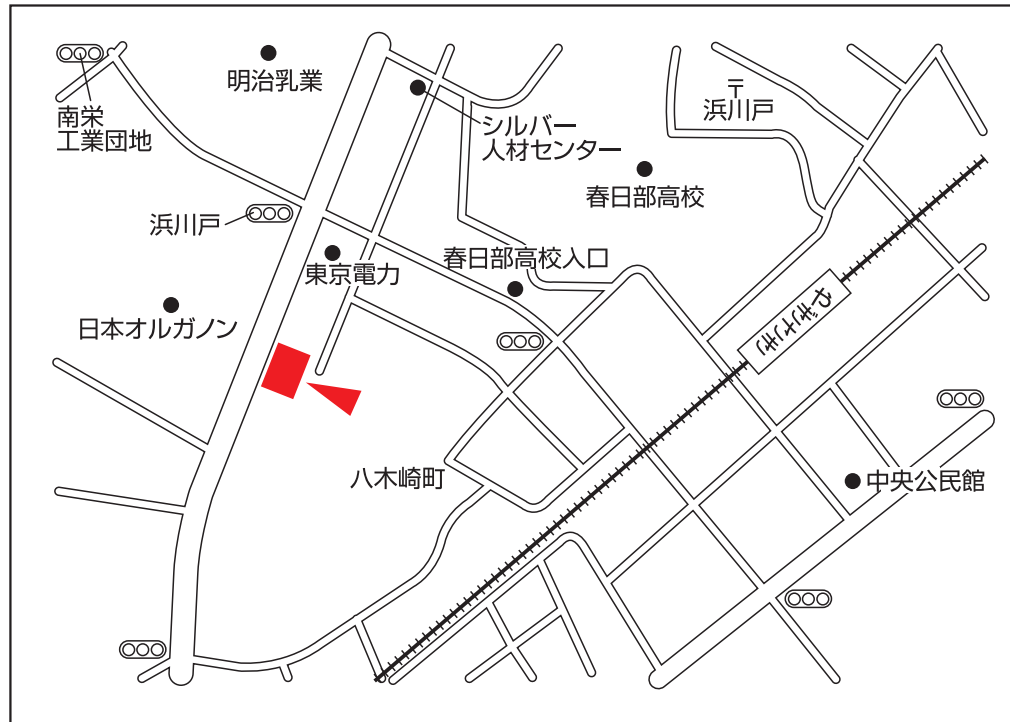 明治乳業
南栄
工業団地
シルバー
人材センター
〒
浜川戸
春日部高校
浜川戸
春日部高校入口
東京電力
日本オルガノン
やぎさき
八木崎町
中央公民館